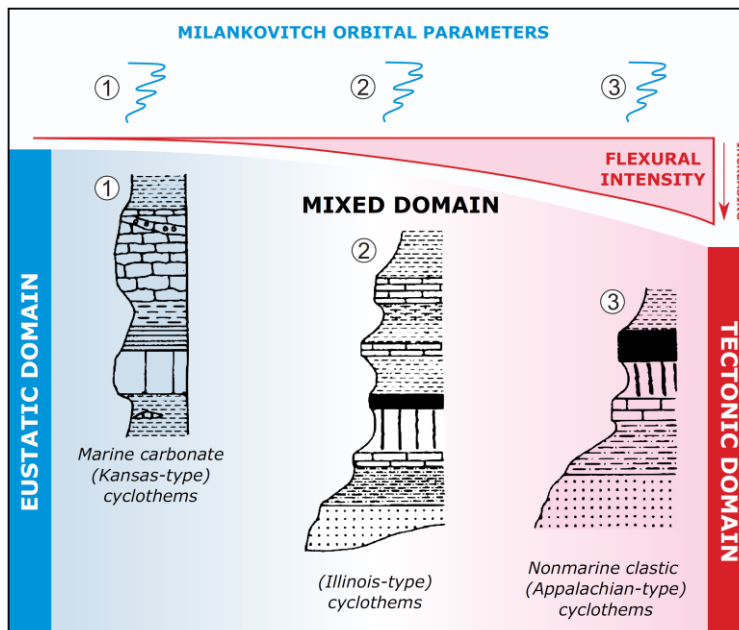 MILANKOVITCH ORBITAL PARAMETERS
1
2
3
FLEXURAL
INTENSITY
1
MIXED DOMAIN
2
3
EUSTATIC DOMAIN
TECTONIC DOMAIN
Marine carbonate
(Kansas-type)
cyclothems
(Illinois-type)
cyclothems
Nonmarine clastic
(Appalachian-type)
cyclothems